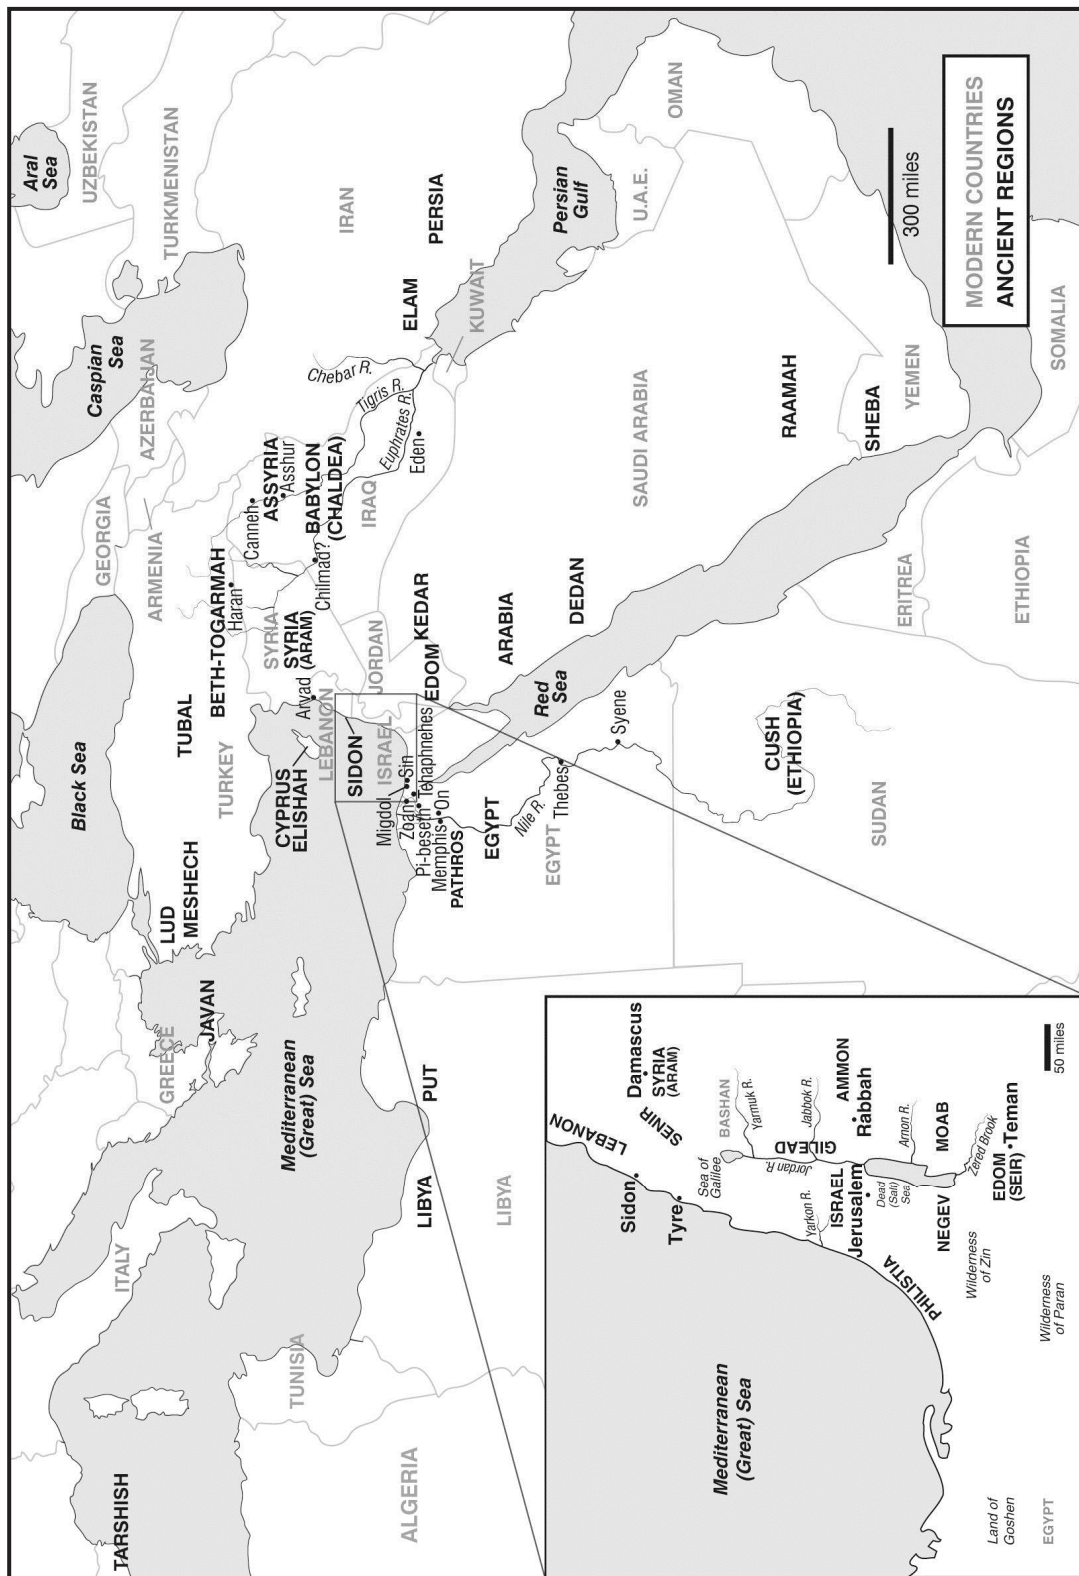 TARSHISH
ITALY
GREECE
JAVAN
LUD
MESHECH
Black Sea
TUBAL
TURKEY
BETH-TOGARMAH
GEORGIA
ARMENIA
AZERBAIJAN
Caspian
Sea
Aral
Sea
UZBEKISTAN
TURKMENISTAN
ALGERIA
TUNISIA
Mediterranean
(Great) Sea
CYPRUS
ELISHAH
LEBANON
Arvad
SYRIA
SYRIA
(ARAM)
Haran
Canneh
ASSYRIA
Asshur
BABYLON
(CHALDEA)
Chilmad?
IRAQ
Chebar R.
Tigris R.
Euphrates R.
Eden
IRAN
ELAM
PERSIA
KUWAIT
Persian
Gulf
SIDON
ISRAEL
JORDAN
Migdol
Sin
Zoan
Tehaphnehes
Pi-beseth
On
Memphis
PATHROS
EDOM
KEDAR
LIBYA
PUT
LIBYA
EGYPT
EGYPT
Nile R.
Thebes
Syene
ARABIA
DEDAN
Red
Sea
SAUDI ARABIA
U.A.E.
OMAN
RAAMAH
SHEBA
YEMEN
CUSH
(ETHIOPIA)
SUDAN
ERITREA
ETHIOPIA
SOMALIA
300 miles
MODERN COUNTRIES
ANCIENT REGIONS
LEBANON
Sidon
SENIR
Damascus
SYRIA
(ARAM)
Tyre
Sea of
Galilee
BASHAN
Yarmuk R.
Mediterranean
(Great) Sea
Yarkon R.
Jordan R.
Jabbok R.
GILEAD
ISRAEL
AMMON
Jerusalem
Rabbah
Dead
(Salt)
Sea
Arnon R.
PHILISTIA
NEGEV
MOAB
Wilderness
of Zin
Zered Brook
EDOM
(SEIR)
Teman
Land of
Goshen
Wilderness
of Paran
EGYPT
50 miles